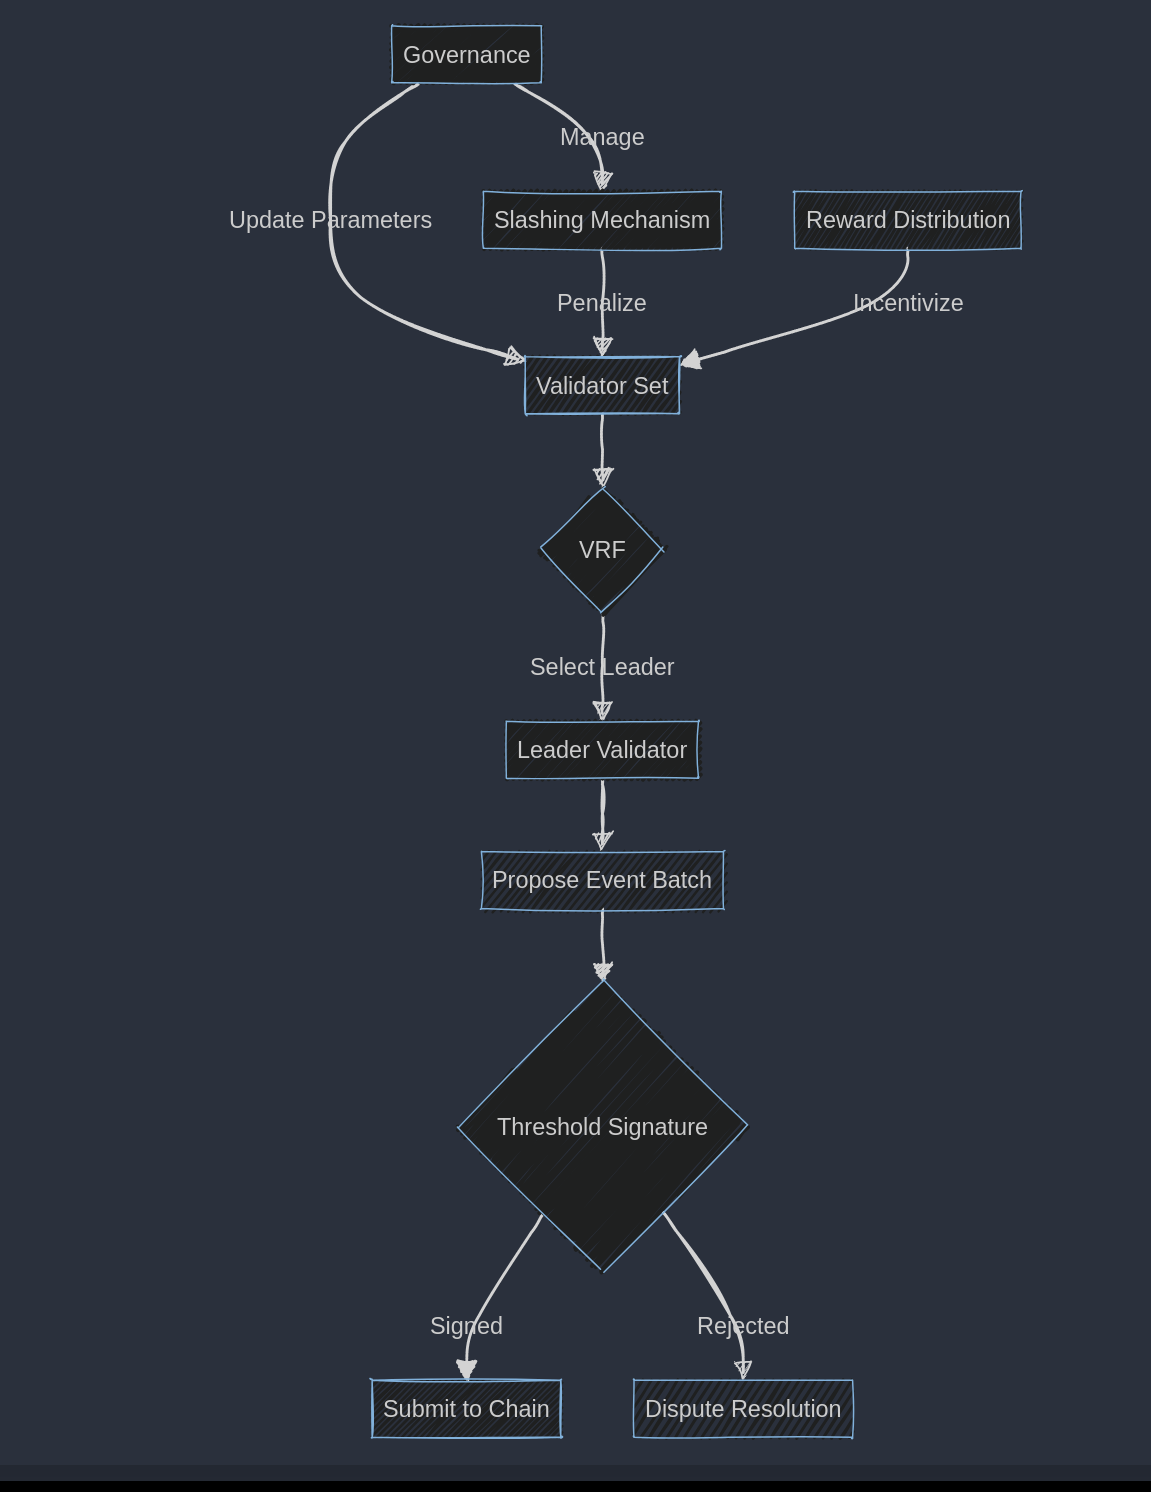 Governance
Manage
Update Parameters
Slashing Mechanism
Reward Distribution
Penalize
Incentivize
Validator Set
VRF
Select Leader
Leader Validator
Propose Event Batch
Threshold Signature
Signed
Rejected
Submit to Chain
Dispute Resolution